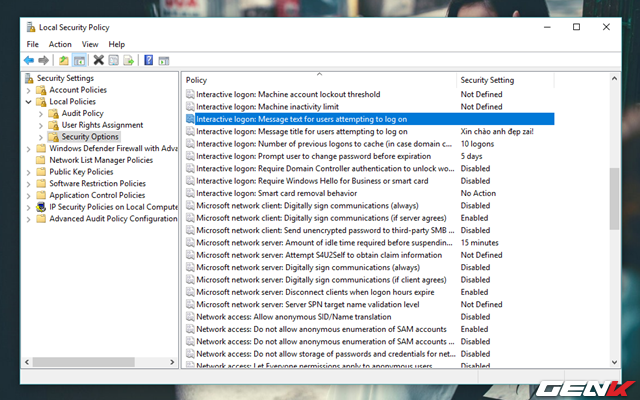 Local Security Policy
File Action View Help
Security Settings
Account Policies
Local Policies
Audit Policy
User Rights Assignment
Security Options
Windows Defender Firewall with Adva
Network List Manager Policies
Public Key Policies
Software Restriction Policies
Application Control Policies
IP Security Policies on Local Compute
Advanced Audit Policy Configuration
Policy Security Setting
Interactive logon: Machine account lockout threshold Not Defined
Interactive logon: Machine inactivity limit Not Defined
Interactive logon: Message text for users attempting to log on
Interactive logon: Message title for users attempting to log on Xin chào anh đẹp zai!
Interactive logon: Number of previous logons to cache (in case domain c... 10 logons
Interactive logon: Prompt user to change password before expiration 5 days
Interactive logon: Require Domain Controller authentication to unlock wo... Disabled
Interactive logon: Require Windows Hello for Business or smart card Disabled
Interactive logon: Smart card removal behavior No Action
Microsoft network client: Digitally sign communications (always) Disabled
Microsoft network client: Digitally sign communications (if server agrees) Enabled
Microsoft network client: Send unencrypted password to third-party SMB ... Disabled
Microsoft network server: Amount of idle time required before suspendin... 15 minutes
Microsoft network server: Attempt S4U2Self to obtain claim information Not Defined
Microsoft network server: Digitally sign communications (always) Disabled
Microsoft network server: Digitally sign communications (if client agrees) Disabled
Microsoft network server: Disconnect clients when logon hours expire Enabled
Microsoft network server: Server SPN target name validation level Not Defined
Network access: Allow anonymous SID/Name translation Disabled
Network access: Do not allow anonymous enumeration of SAM accounts Enabled
Network access: Do not allow anonymous enumeration of SAM accounts ... Disabled
Network access: Do not allow storage of passwords and credentials for net... Disabled
Network access: Let Everyone permissions apply to anonymous users Disabled
GENK